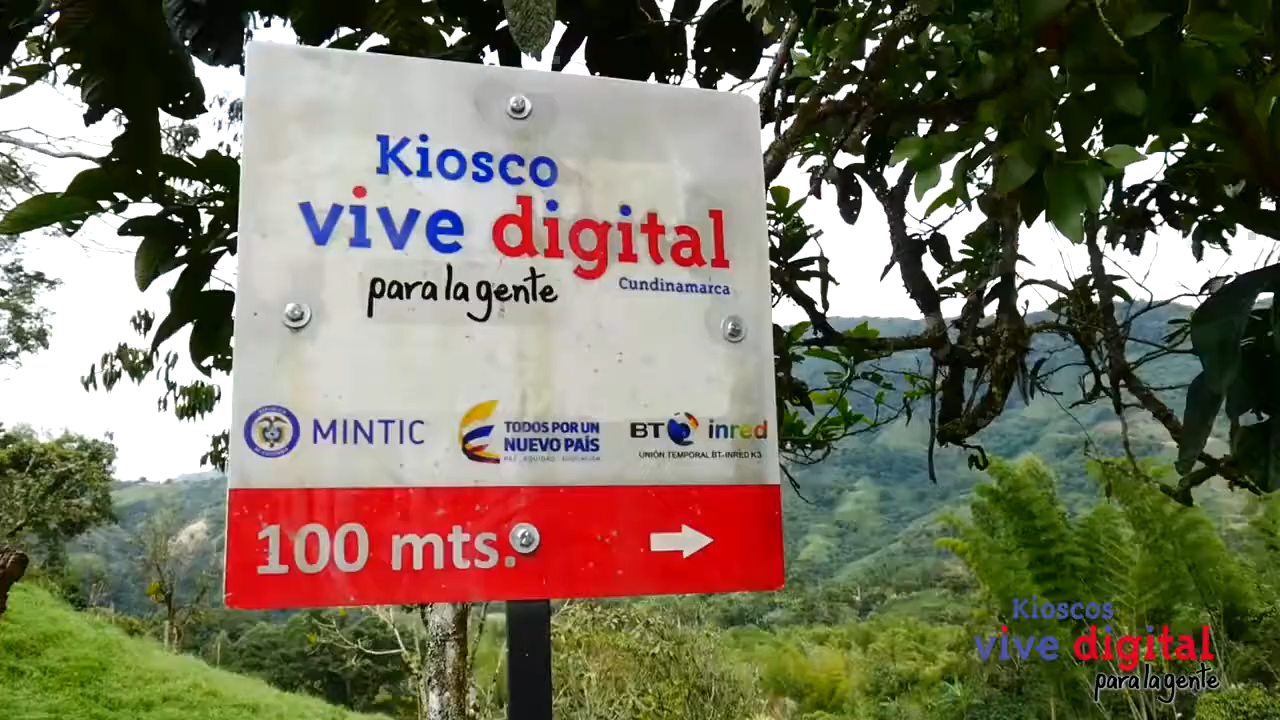 Kiosco
vive digital
para la gente
Cundinamarca
MINTIC
TODOS POR UN
NUEVO PAÍS
PAZ EQUIDAD EDUCACIÓN
BT inred
UNIÓN TEMPORAL BT-INRED K3
100 mts.
Kioscos
vive digital
para la gente